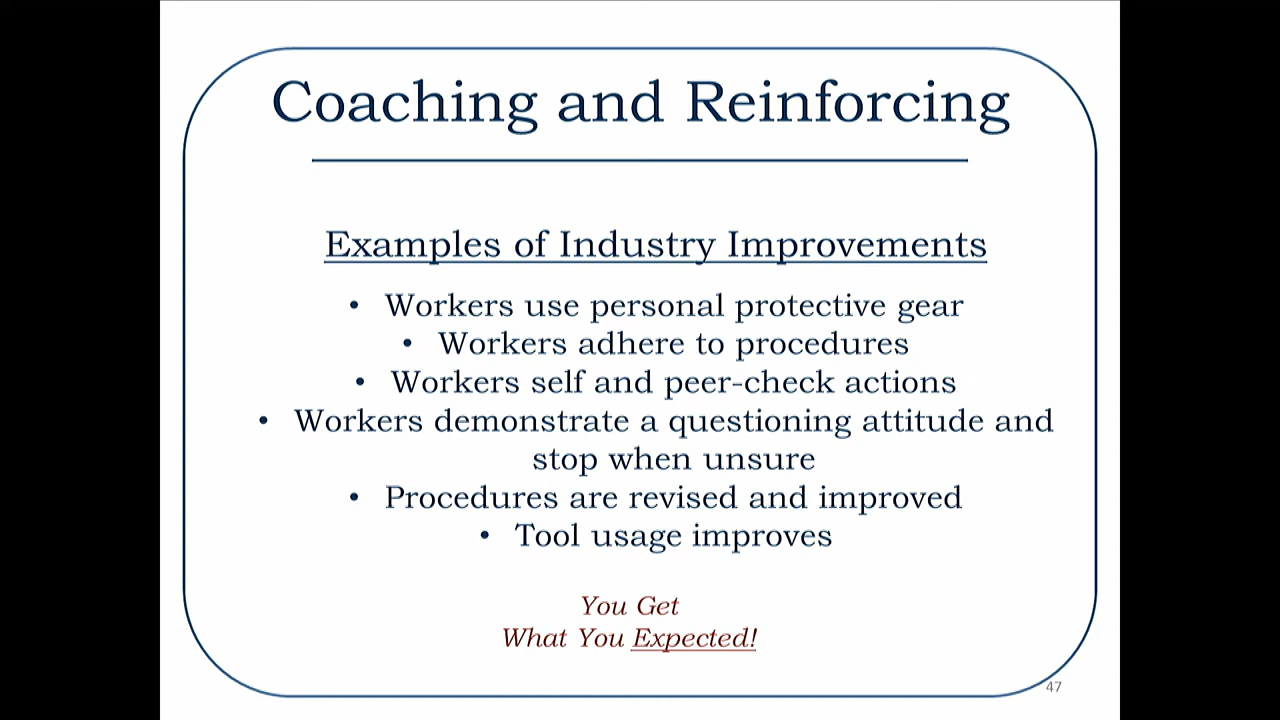 Coaching and Reinforcing
Examples of Industry Improvements
• Workers use personal protective gear
• Workers adhere to procedures
• Workers self and peer-check actions
• Workers demonstrate a questioning attitude and
stop when unsure
• Procedures are revised and improved
• Tool usage improves
You Get
What You Expected!
47